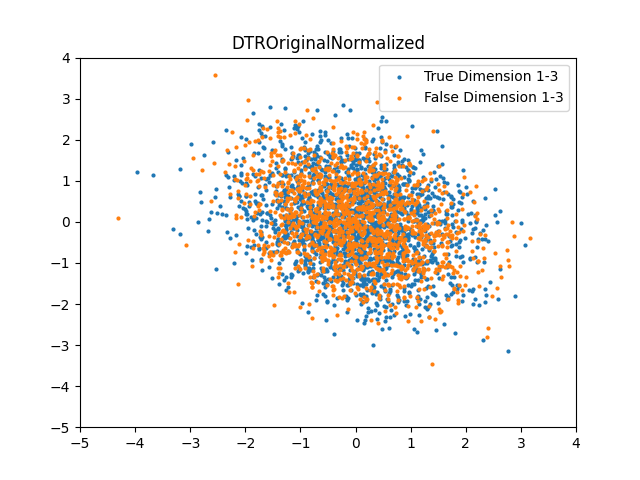 DTROriginalNormalized
True Dimension 1-3
False Dimension 1-3
4
3
2
1
0
−1
−2
−3
−4
−5
−5 −4 −3 −2 −1 0 1 2 3 4